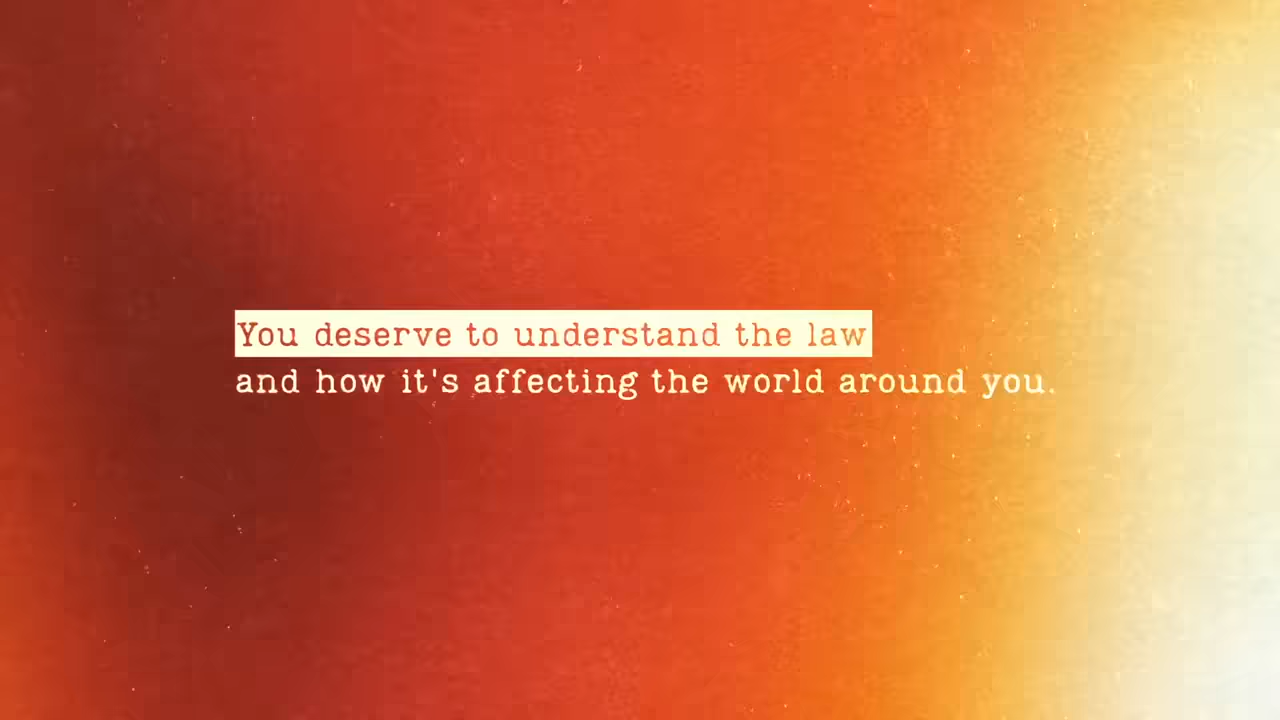 You deserve to understand the law
and how it's affecting the world around you.